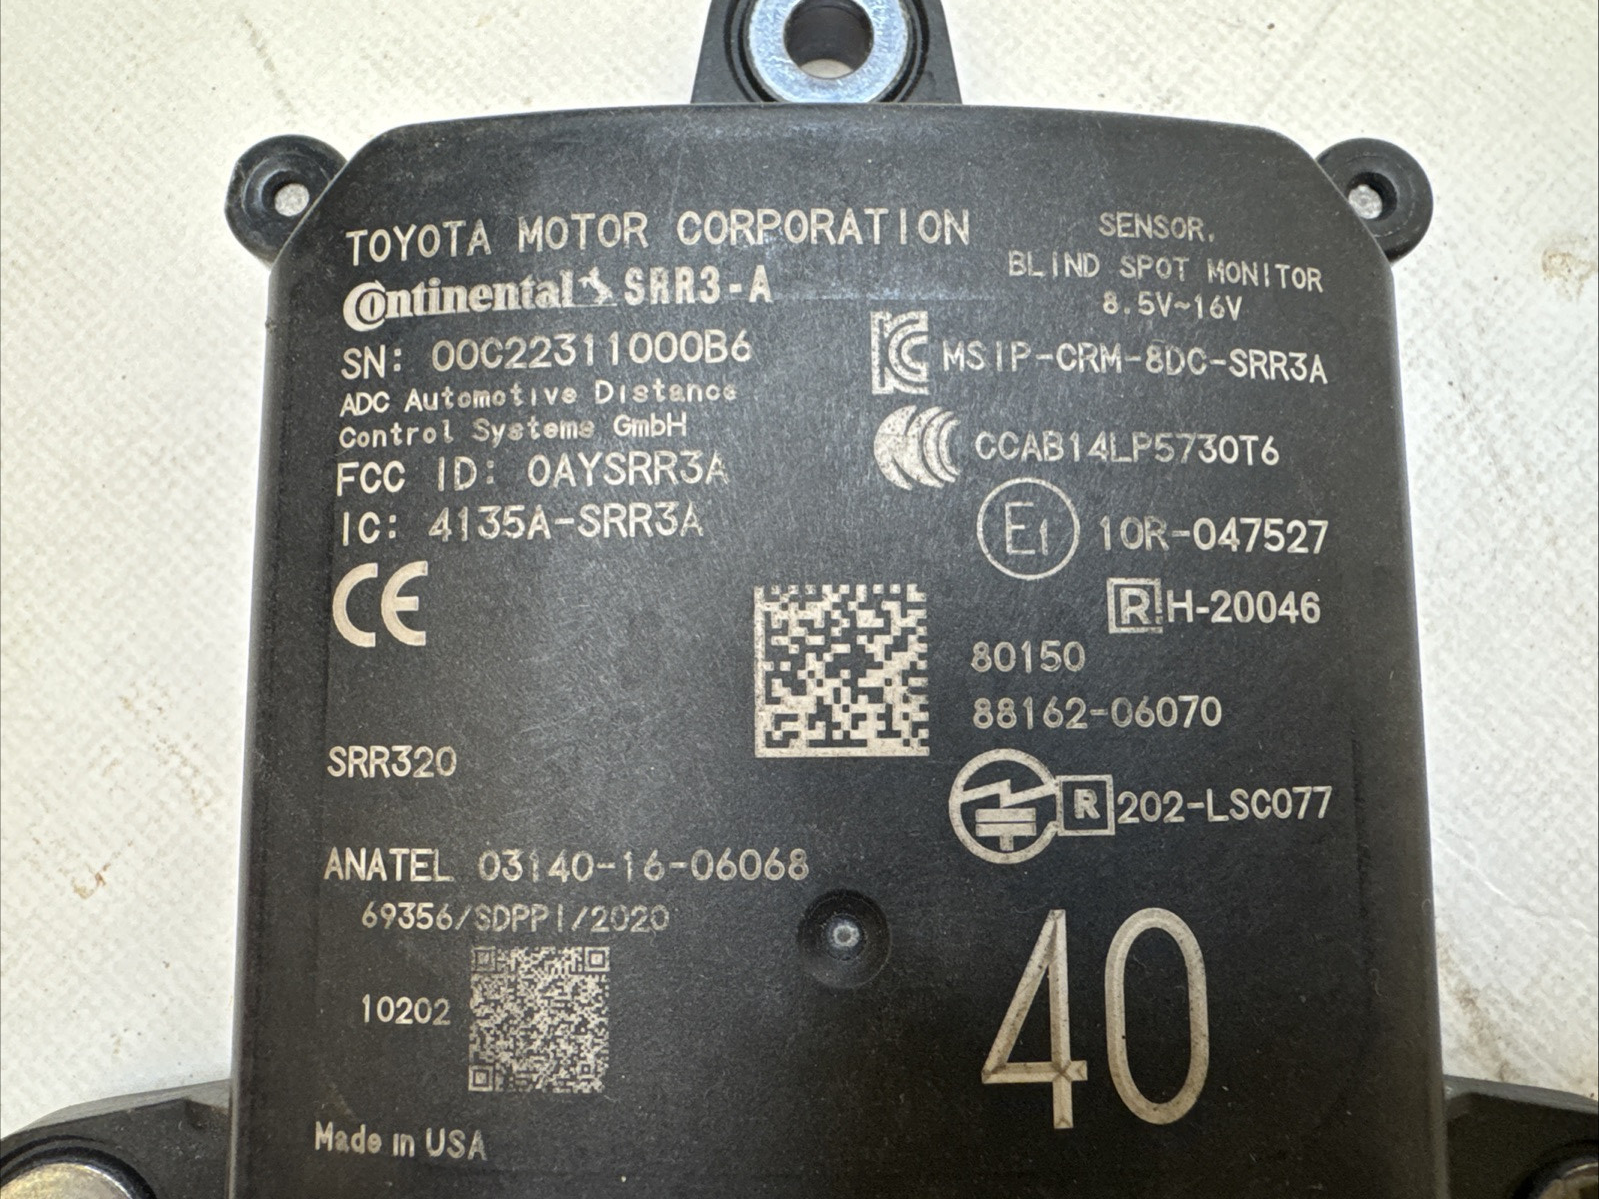 TOYOTA MOTOR CORPORATION
Continental SRR3-A
SN: 00C22311000B6
ADC Automotive Distance
Control Systems GmbH
FCC ID: OAYSRR3A
IC: 4135A-SRR3A
CE
SRR320
ANATEL 03140-16-06068
69356/SDPPI/2020
10202
Made in USA
SENSOR,
BLIND SPOT MONITOR
8.5V~16V
MSIP-CRM-8DC-SRR3A
CCAB14LP5730T6
E1 10R-047527
R H-20046
80150
88162-06070
R 202-LSC077
40